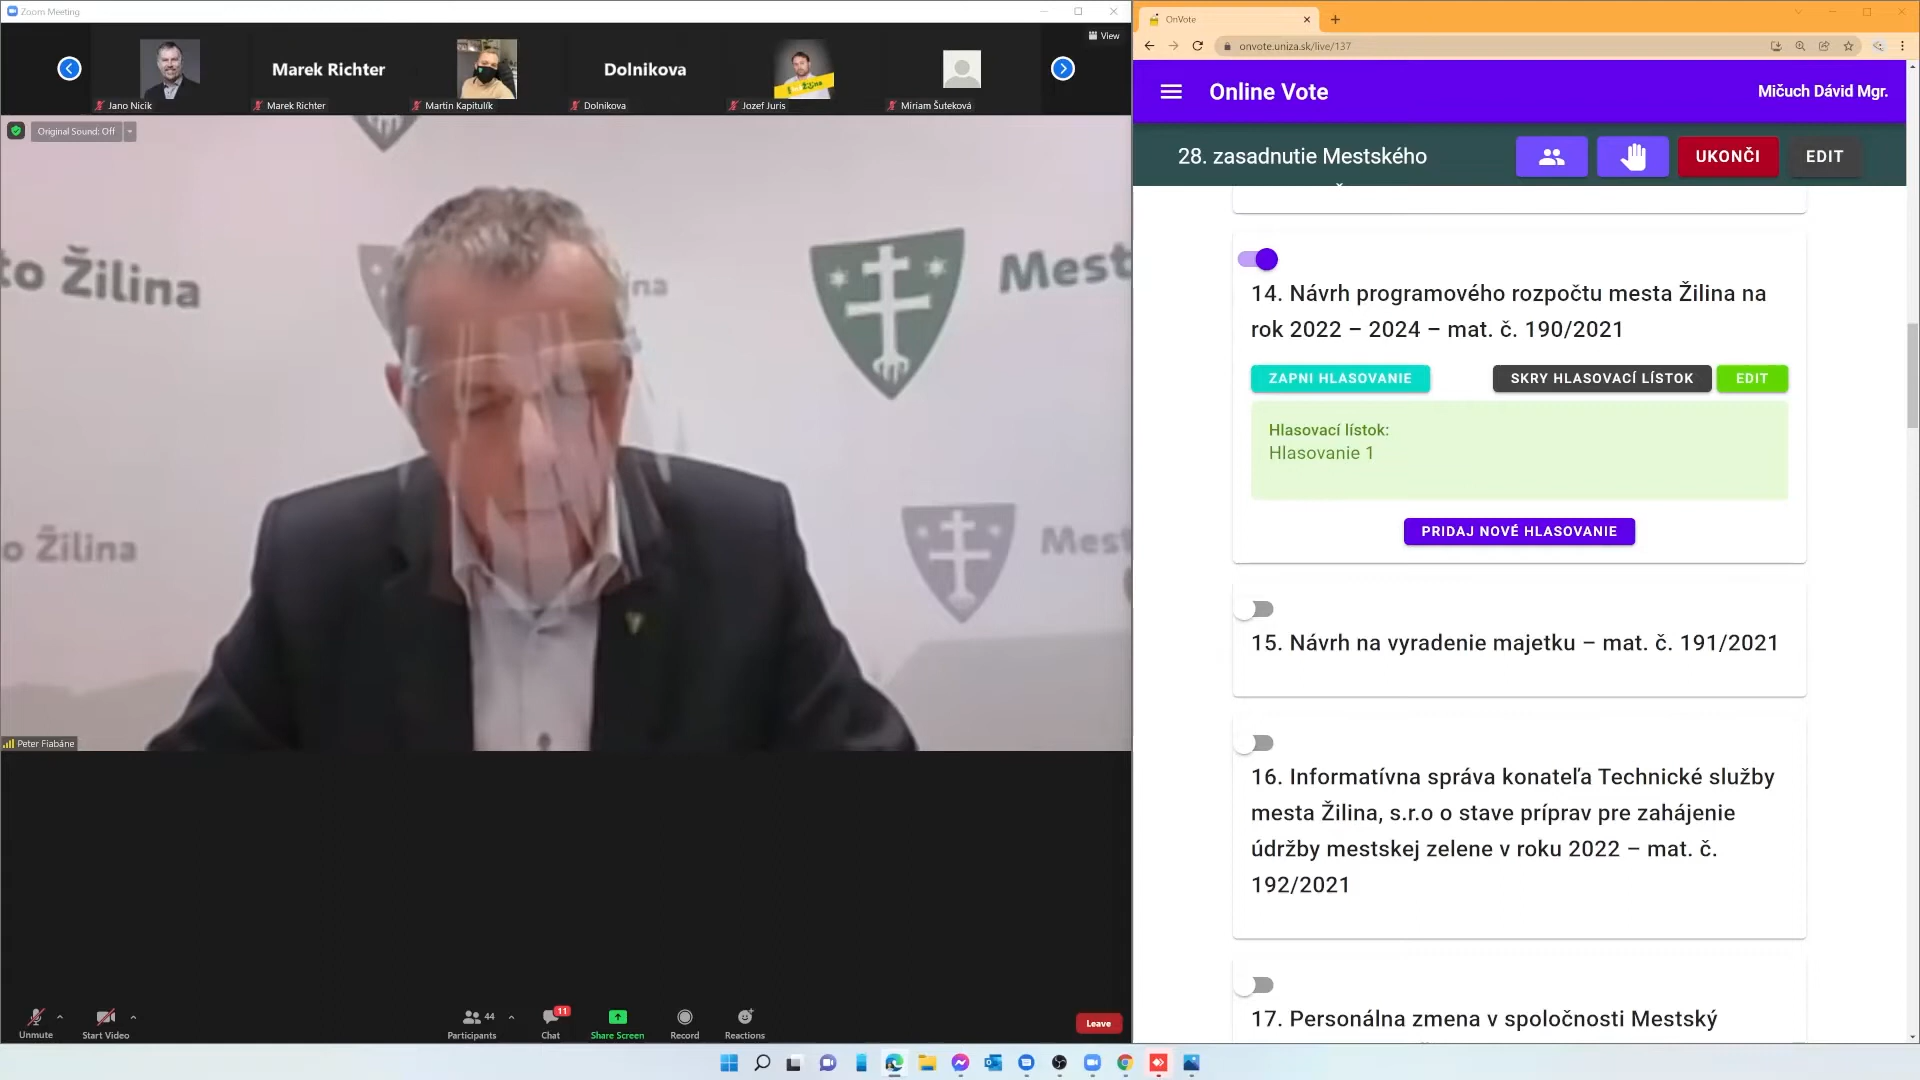 Zoom Meeting
View
Marek Richter
Dolnikova
Jano Nicík
Marek Richter
Martin Kapitulík
Dolnikova
Jozef Juris
Miriam Šuteková
Original Sound: Off
to Žilina
Mest
o Žilina
Mest
Peter Fiabáne
Unmute
Start Video
44
Participants
11
Chat
Share Screen
Record
Reactions
Leave
OnVote
onvote.uniza.sk/live/137
Online Vote
Mičuch Dávid Mgr.
28. zasadnutie Mestského
UKONČI
EDIT
14. Návrh programového rozpočtu mesta Žilina na
rok 2022 – 2024 – mat. č. 190/2021
ZAPNI HLASOVANIE
SKRY HLASOVACÍ LÍSTOK
EDIT
Hlasovací lístok:
Hlasovanie 1
PRIDAJ NOVÉ HLASOVANIE
15. Návrh na vyradenie majetku – mat. č. 191/2021
16. Informatívna správa konateľa Technické služby
mesta Žilina, s.r.o o stave príprav pre zahájenie
údržby mestskej zelene v roku 2022 – mat. č.
192/2021
17. Personálna zmena v spoločnosti Mestský